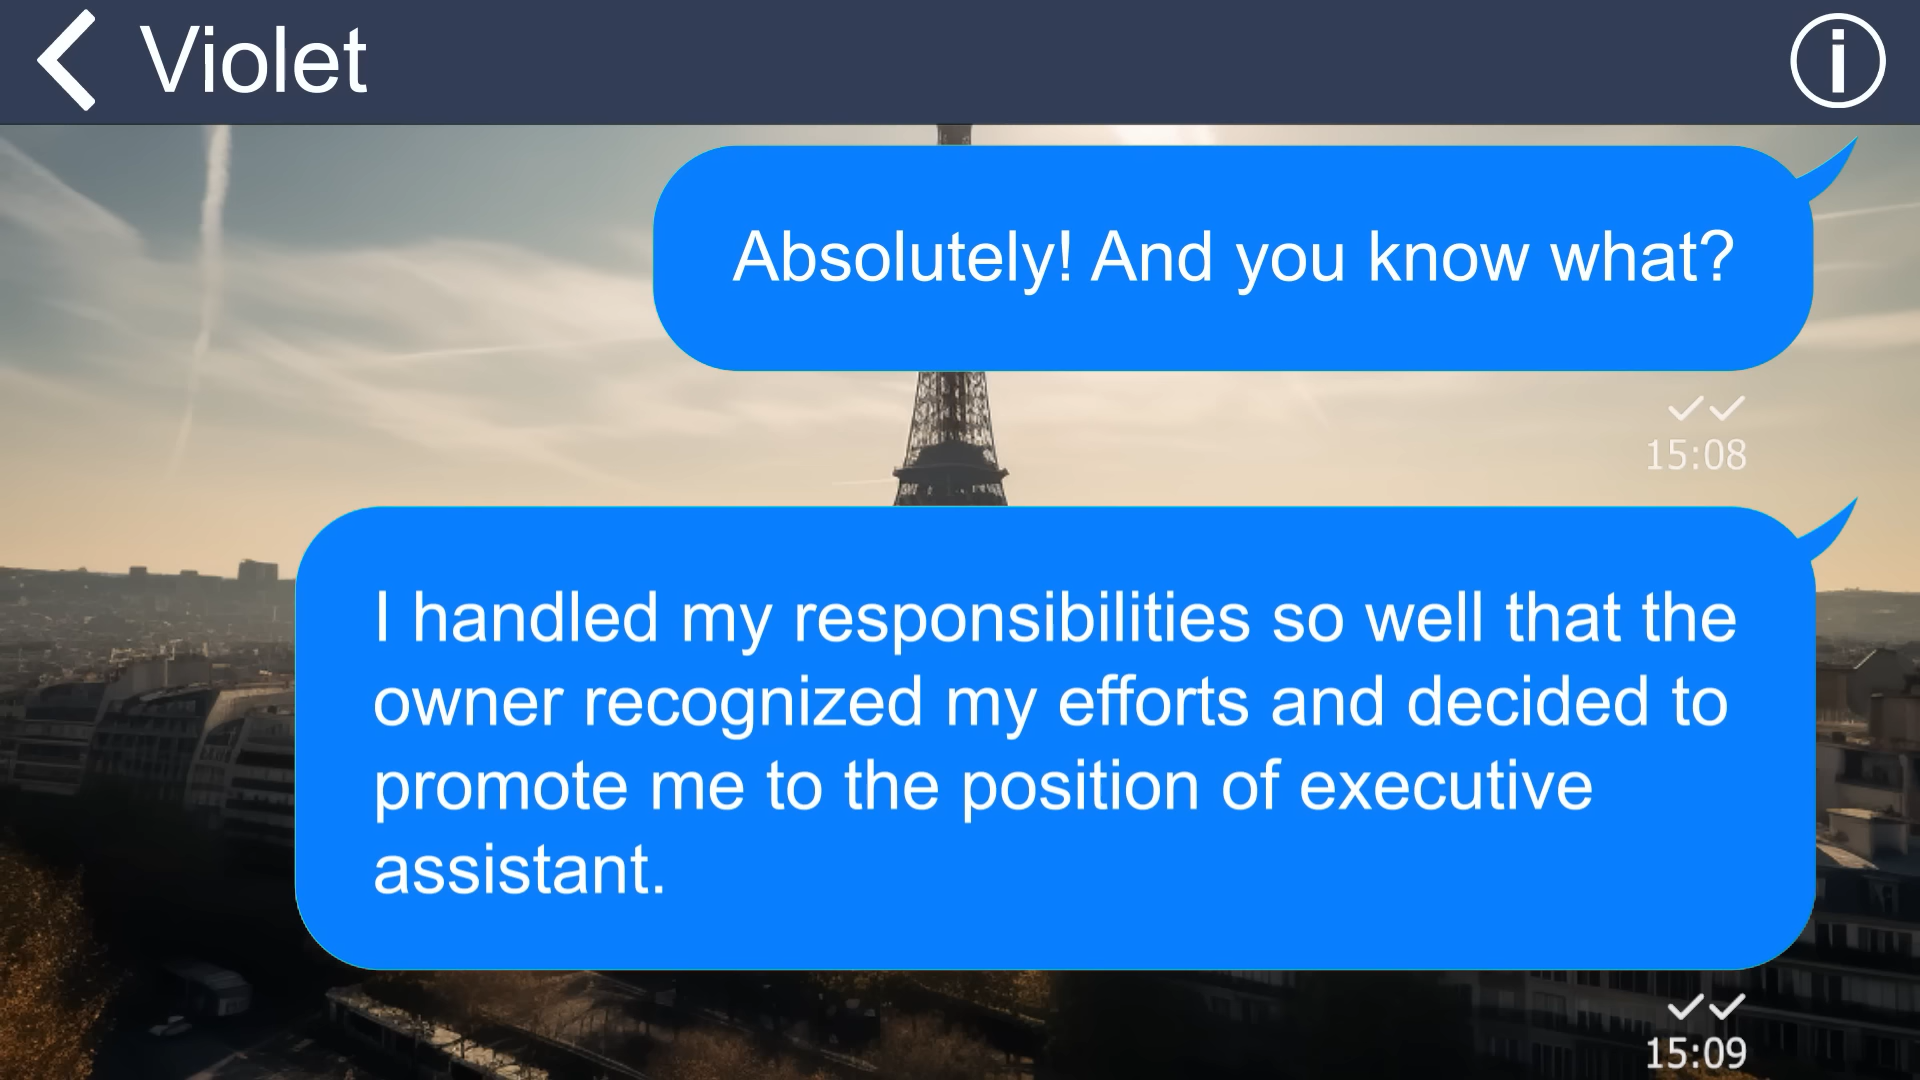 Violet
Absolutely! And you know what?
15:08
I handled my responsibilities so well that the
owner recognized my efforts and decided to
promote me to the position of executive
assistant.
15:09